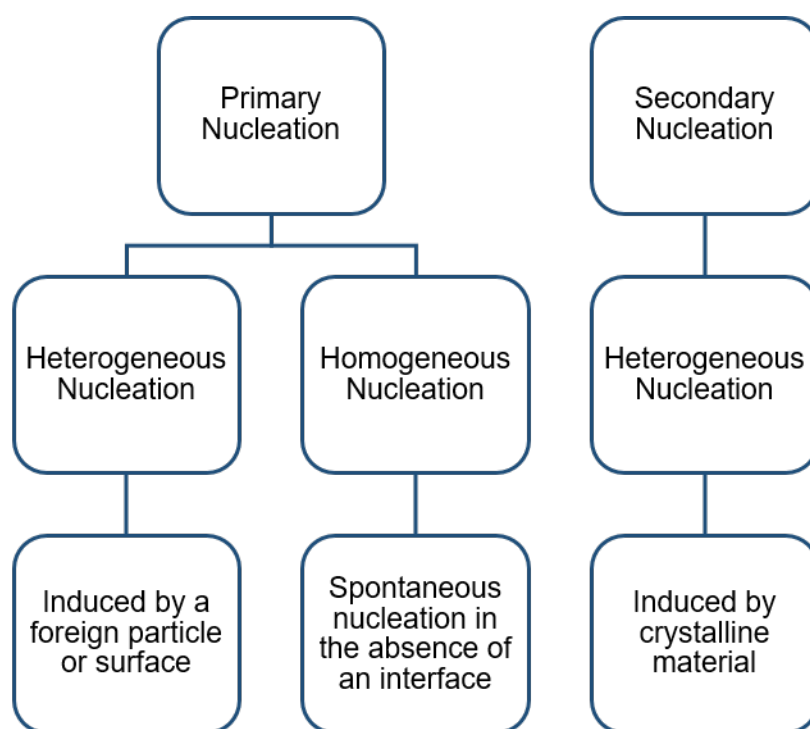 Primary
Nucleation
Secondary
Nucleation
Heterogeneous
Nucleation
Homogeneous
Nucleation
Heterogeneous
Nucleation
Induced by a
foreign particle
or surface
Spontaneous
nucleation in
the absence of
an interface
Induced by
crystalline
material